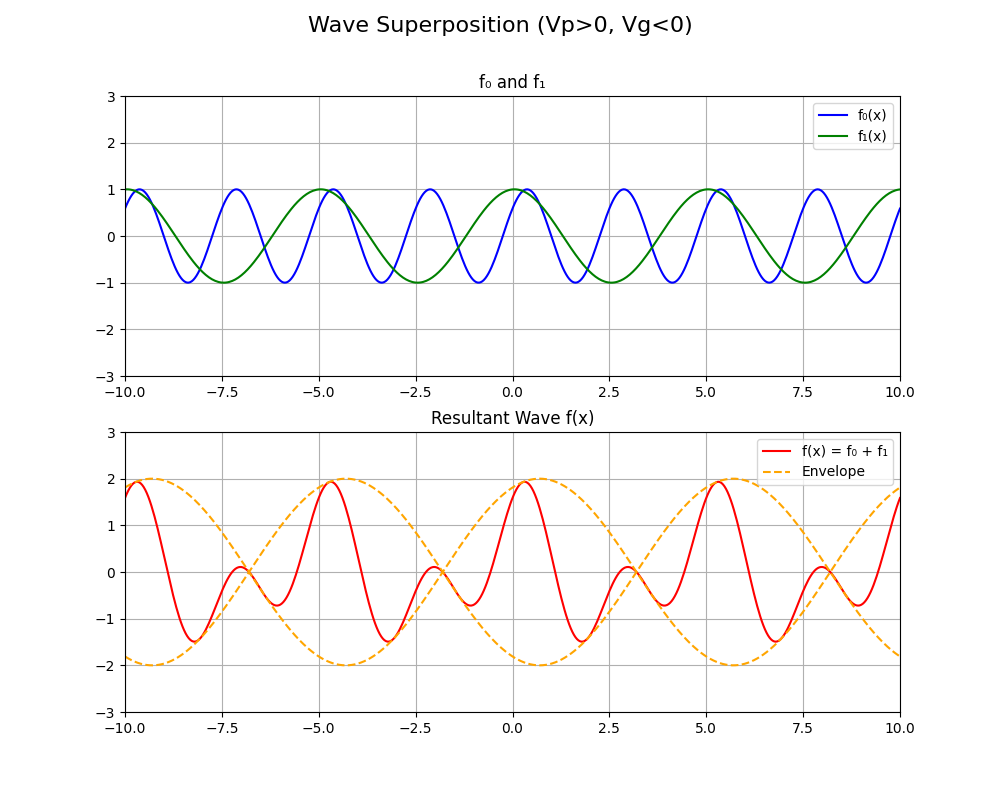 Wave Superposition (Vp>0, Vg<0)
f₀ and f₁
3
2
1
0
−1
−2
−3
f₀(x)
f₁(x)
−10.0 −7.5 −5.0 −2.5 0.0 2.5 5.0 7.5 10.0
Resultant Wave f(x)
3
2
1
0
−1
−2
−3
f(x) = f₀ + f₁
Envelope
−10.0 −7.5 −5.0 −2.5 0.0 2.5 5.0 7.5 10.0